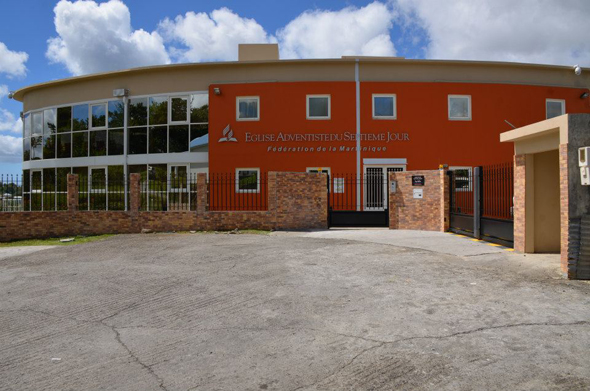 Eglise Adventiste du Septieme Jour
Fédération de la Martinique